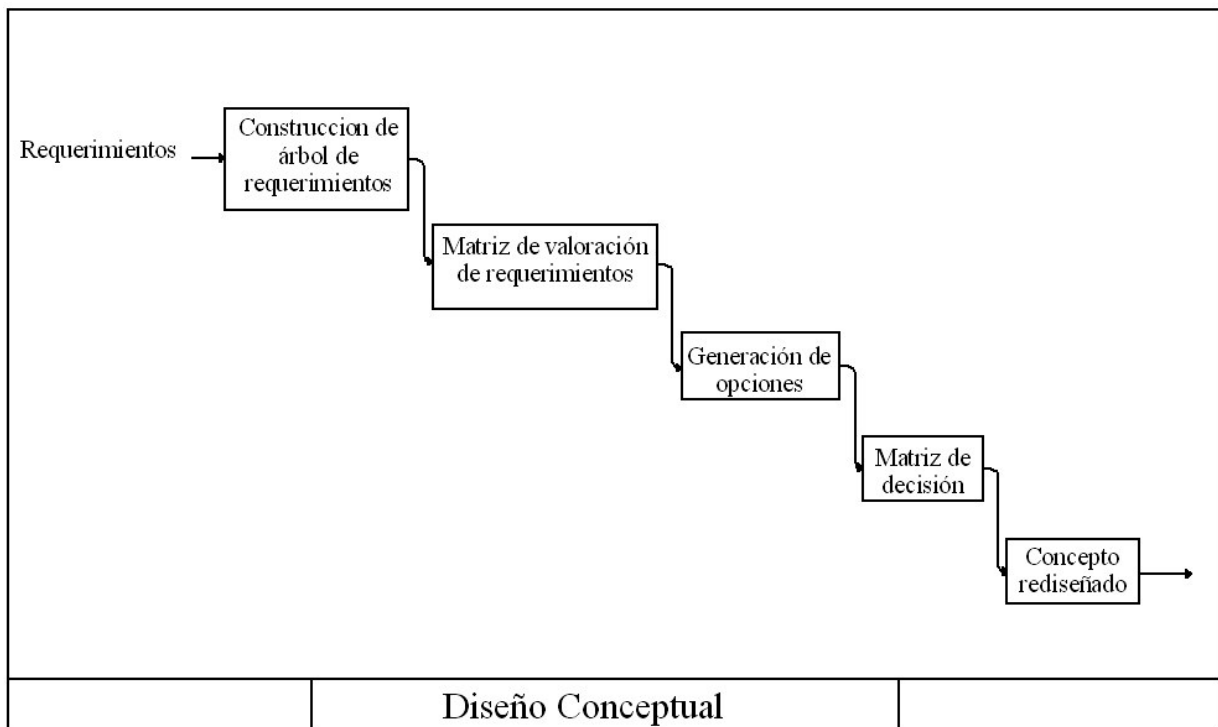 Requerimientos
Construccion de
árbol de
requerimientos
Matriz de valoración
de requerimientos
Generación de
opciones
Matriz de
decisión
Concepto
rediseñado
Diseño Conceptual